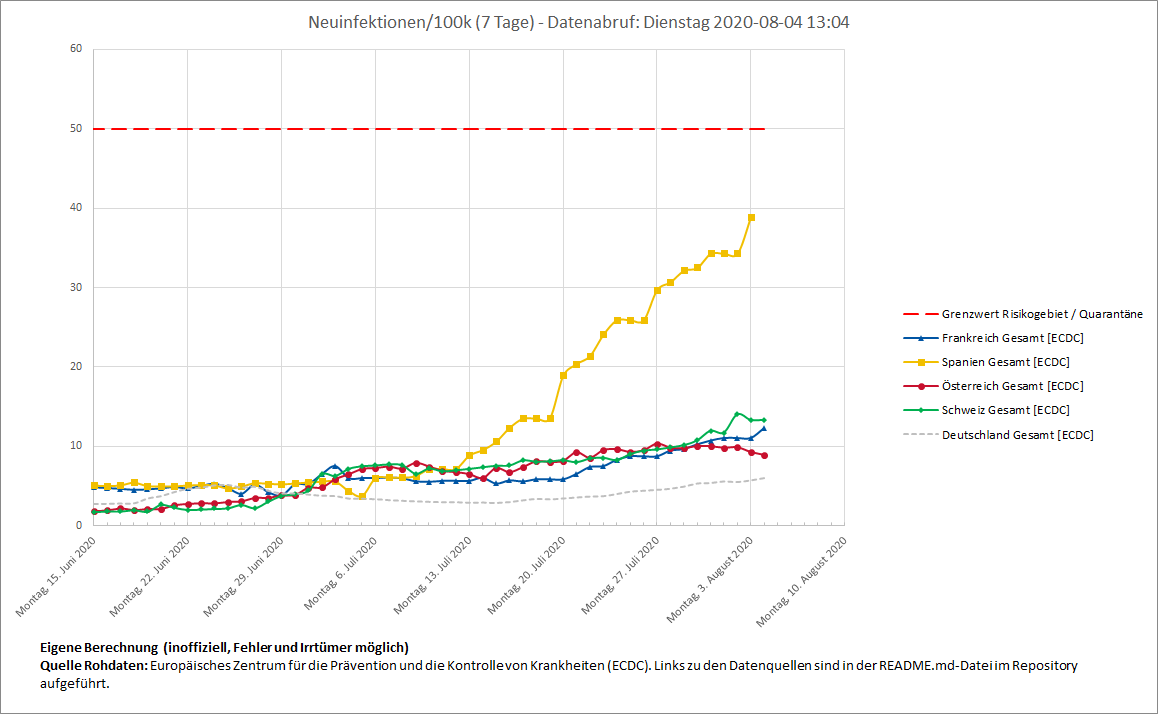 Neuinfektionen/100k (7 Tage) - Datenabruf: Dienstag 2020-08-04 13:04
60
50
40
30
20
10
0
Montag, 15. Juni 2020
Montag, 22. Juni 2020
Montag, 29. Juni 2020
Montag, 6. Juli 2020
Montag, 13. Juli 2020
Montag, 20. Juli 2020
Montag, 27. Juli 2020
Montag, 3. August 2020
Montag, 10. August 2020
Grenzwert Risikogebiet / Quarantäne
Frankreich Gesamt [ECDC]
Spanien Gesamt [ECDC]
Österreich Gesamt [ECDC]
Schweiz Gesamt [ECDC]
Deutschland Gesamt [ECDC]
Eigene Berechnung (inoffiziell, Fehler und Irrtümer möglich)
Quelle Rohdaten: Europäisches Zentrum für die Prävention und die Kontrolle von Krankheiten (ECDC). Links zu den Datenquellen sind in der README.md-Datei im Repository
aufgeführt.